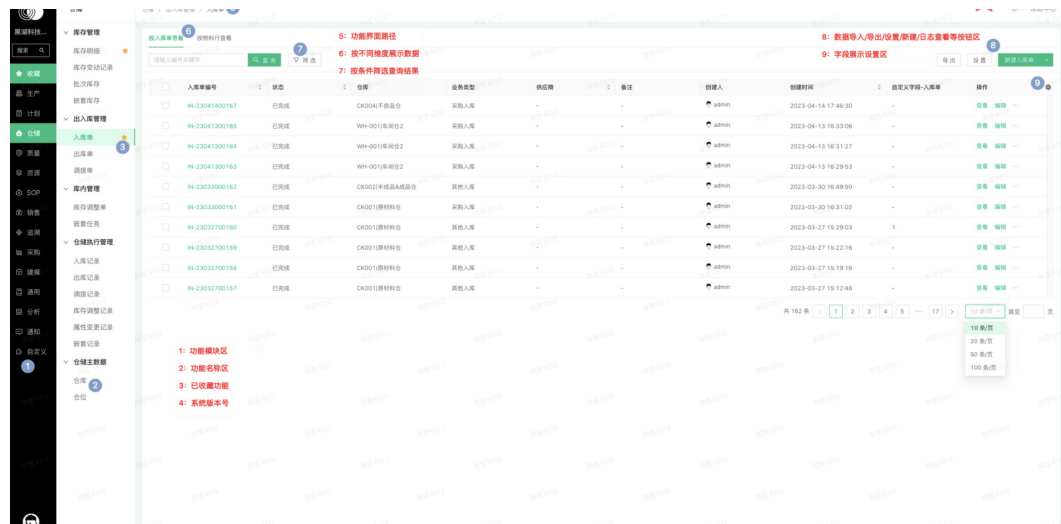 黑湖科技...
搜索
收藏
生产
计划
仓储
质量
资源
SOP
销售
追溯
采购
建模
通用
分析
通知
自定义
1
库存管理
库存明细
库存变动记录
批次库存
嵌套库存
出入库管理
入库单
3
出库单
调拨单
库内管理
库存调整单
嵌套任务
仓储执行管理
入库记录
出库记录
调拨记录
库存调整记录
属性变更记录
嵌套记录
仓储主数据
仓库
2
仓位
按入库单查看 6 按物料行查看
5：功能界面路径
6：按不同维度展示数据
7：按条件筛选查询结果
8：数据导入/导出/设置/新建/日志查看等按钮区
9：字段展示设置区
请输入编号关键字 查询 筛选 7
8
导出 设置 新建入库单
9
入库单编号 状态 仓库 业务类型 供应商 备注 创建人 创建时间 自定义字段-入库单 操作
IN-23041400167 已完成 CK004|不良品仓 采购入库 - - admin 2023-04-14 17:46:30 - 查看 编辑 ...
IN-23041300165 已完成 WH-001|车间仓2 采购入库 - - admin 2023-04-13 16:33:06 - 查看 编辑 ...
IN-23041300164 已完成 WH-001|车间仓2 采购入库 - - admin 2023-04-13 16:31:27 - 查看 编辑 ...
IN-23041300163 已完成 WH-001|车间仓2 采购入库 - - admin 2023-04-13 16:29:53 - 查看 编辑 ...
IN-23033000162 已完成 CK002|半成品&成品仓 其他入库 - - admin 2023-03-30 16:49:50 - 查看 编辑 ...
IN-23033000161 已完成 CK001|原材料仓 采购入库 - - admin 2023-03-30 16:31:02 - 查看 编辑 ...
IN-23032700160 已完成 CK001|原材料仓 其他入库 - - admin 2023-03-27 15:29:03 1 查看 编辑 ...
IN-23032700159 已完成 CK001|原材料仓 其他入库 - - admin 2023-03-27 15:22:16 - 查看 编辑 ...
IN-23032700158 已完成 CK001|原材料仓 其他入库 - - admin 2023-03-27 15:19:16 - 查看 编辑 ...
IN-23032700157 已完成 CK001|原材料仓 其他入库 - - admin 2023-03-27 15:12:48 - 查看 编辑 ...
共 162 条 < 1 2 3 4 5 ... 17 > 10 条/页 跳至 页
10 条/页
20 条/页
50 条/页
100 条/页
1：功能模块区
2：功能名称区
3：已收藏功能
4：系统版本号